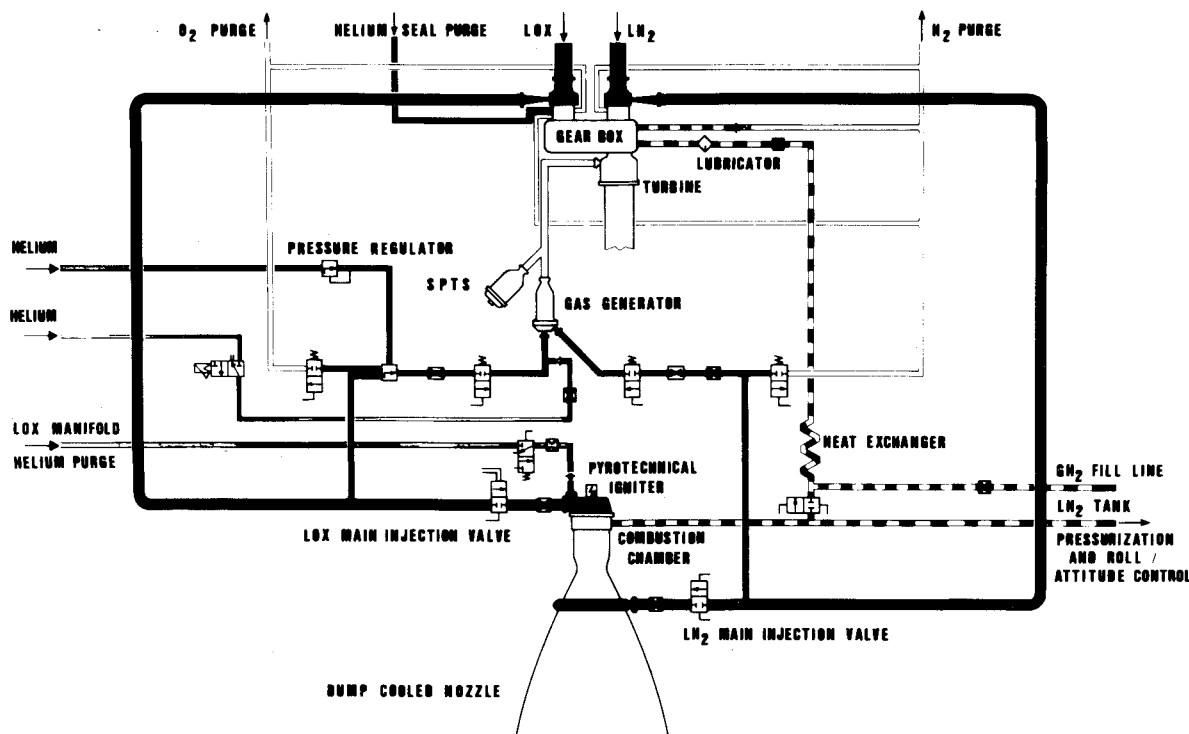 O₂ PURGE
HELIUM SEAL PURGE
LOX
LH₂
H₂ PURGE
GEAR BOX
LUBRICATOR
TURBINE
HELIUM
PRESSURE REGULATOR
SPTS
GAS GENERATOR
HELIUM
LOX MANIFOLD
HELIUM PURGE
PYROTECHNICAL
IGNITER
HEAT EXCHANGER
GH₂ FILL LINE
LOX MAIN INJECTION VALVE
COMBUSTION
CHAMBER
LH₂ TANK
PRESSURIZATION
AND ROLL /
ATTITUDE CONTROL
LH₂ MAIN INJECTION VALVE
DUMP COOLED NOZZLE